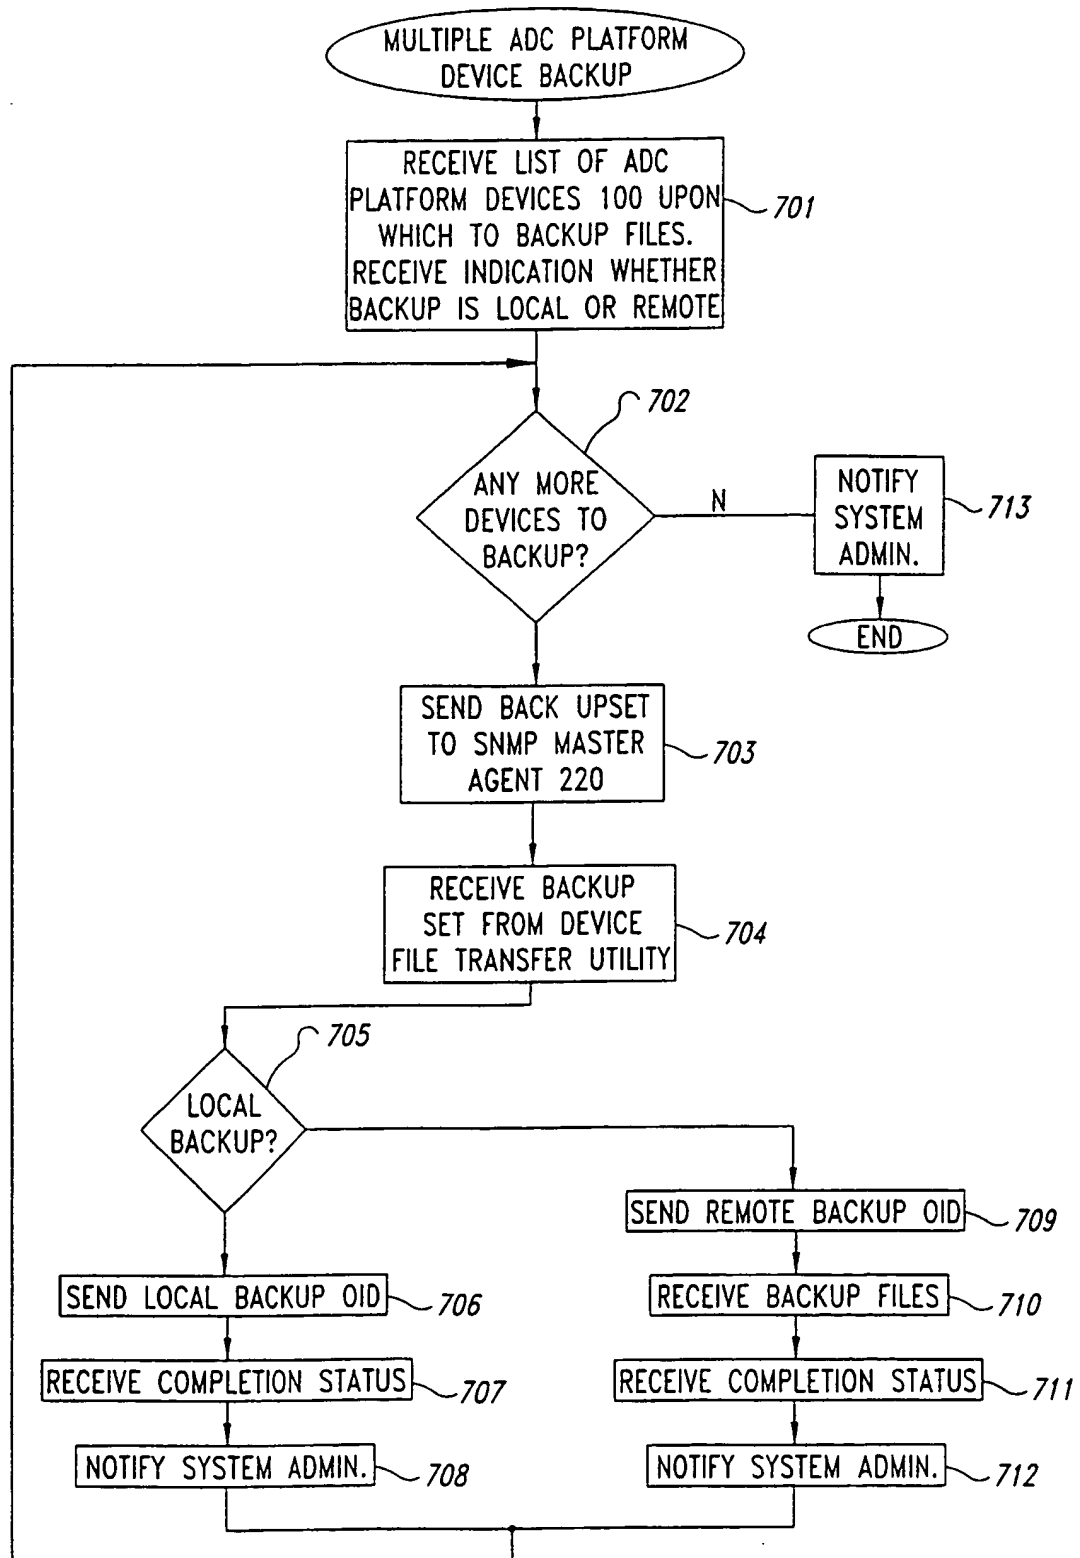 MULTIPLE ADC PLATFORM
DEVICE BACKUP
RECEIVE LIST OF ADC
PLATFORM DEVICES 100 UPON
WHICH TO BACKUP FILES.
RECEIVE INDICATION WHETHER
BACKUP IS LOCAL OR REMOTE
701
702
ANY MORE
DEVICES TO
BACKUP?
N
NOTIFY
SYSTEM
ADMIN.
713
END
SEND BACK UPSET
TO SNMP MASTER
AGENT 220
703
RECEIVE BACKUP
SET FROM DEVICE
FILE TRANSFER UTILITY
704
705
LOCAL
BACKUP?
SEND LOCAL BACKUP OID
706
RECEIVE COMPLETION STATUS
707
NOTIFY SYSTEM ADMIN.
708
SEND REMOTE BACKUP OID
709
RECEIVE BACKUP FILES
710
RECEIVE COMPLETION STATUS
711
NOTIFY SYSTEM ADMIN.
712